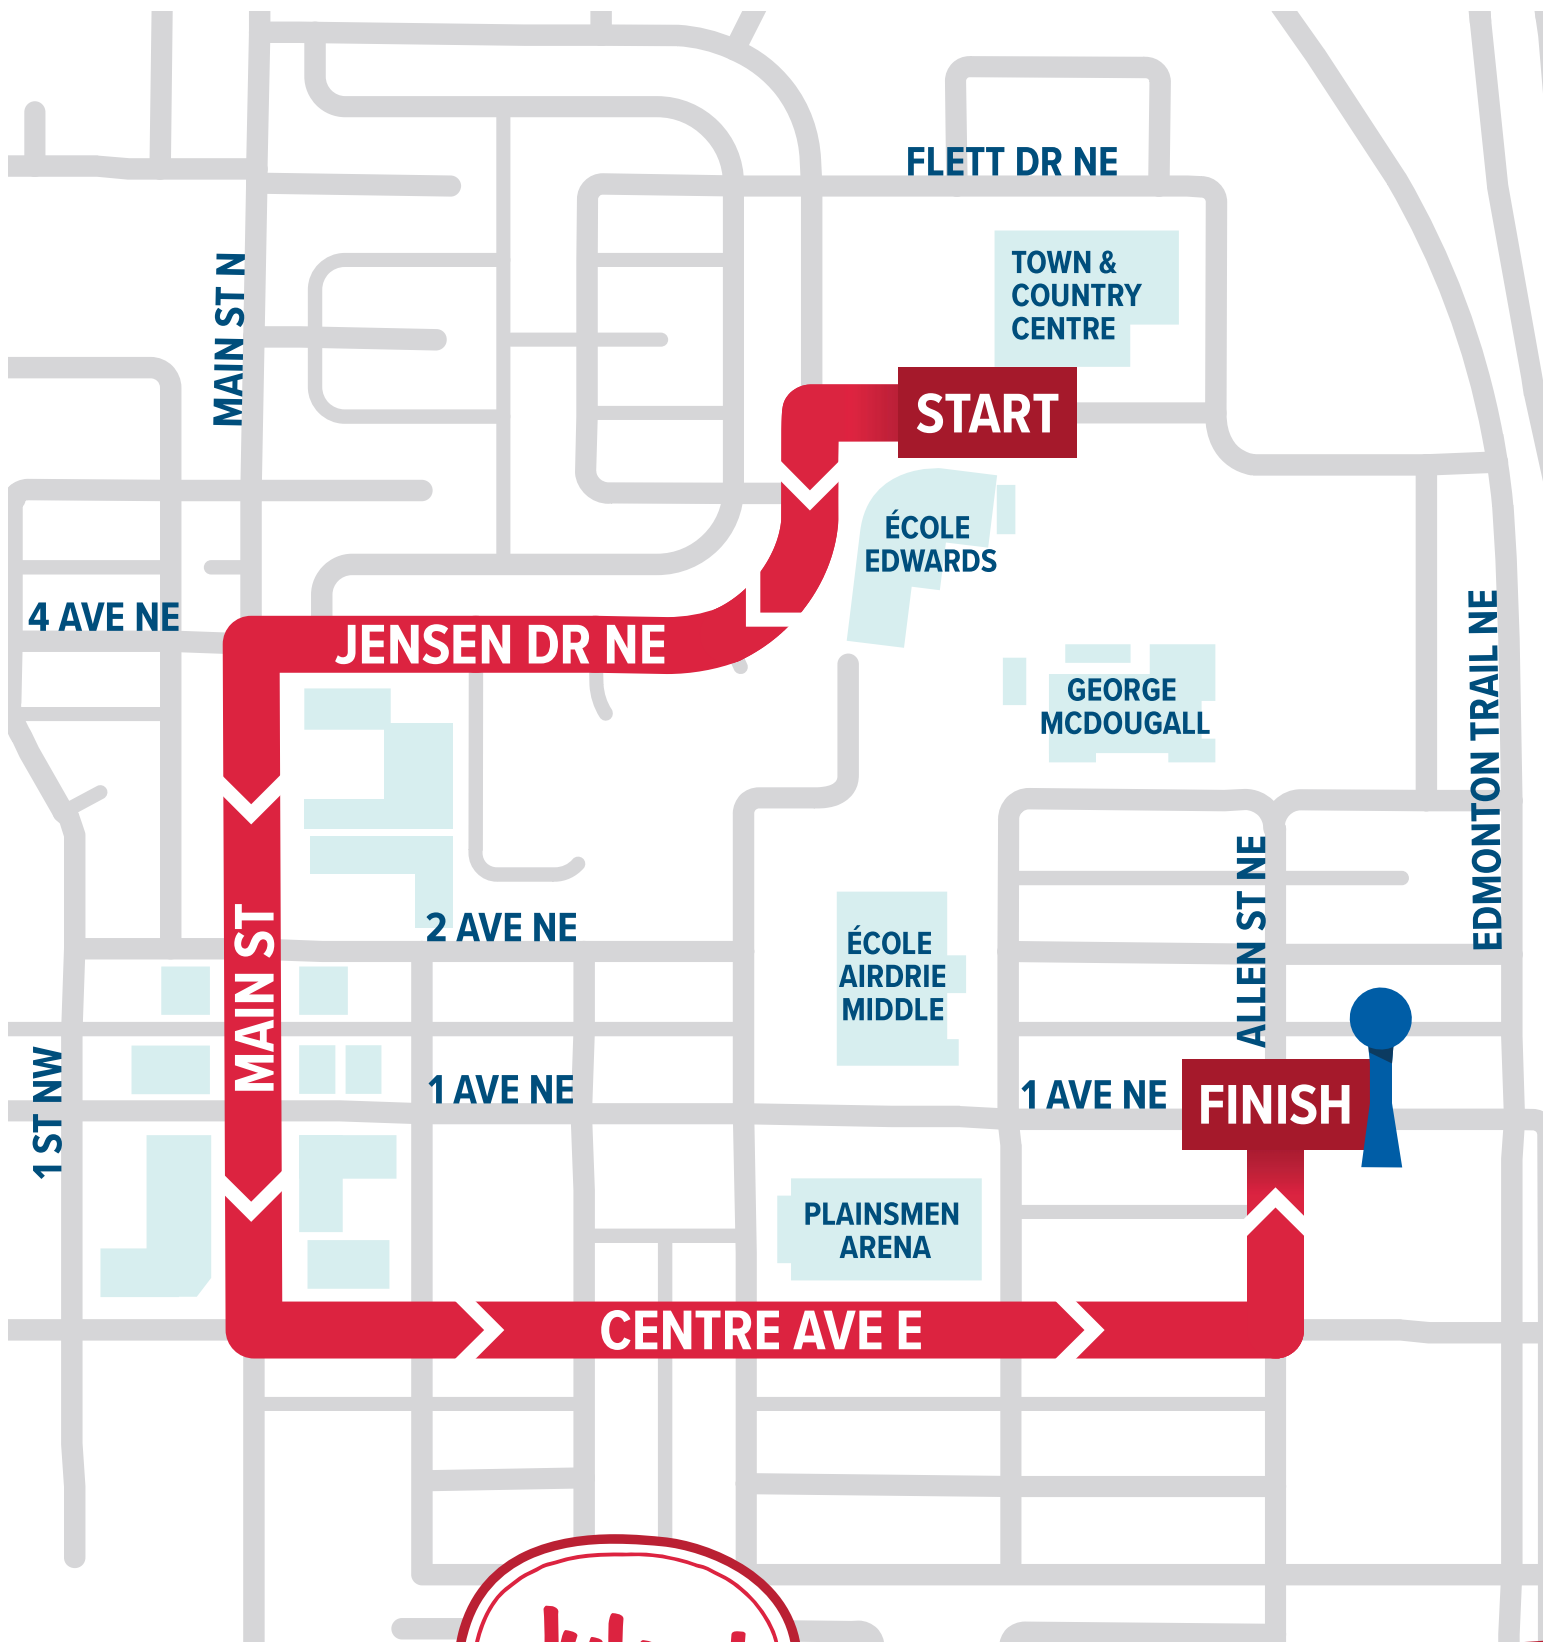 FLETT DR NE
TOWN &
COUNTRY
CENTRE
MAIN ST N
START
ÉCOLE
EDWARDS
4 AVE NE
JENSEN DR NE
GEORGE
MCDOUGALL
EDMONTON TRAIL NE
ALLEN ST NE
2 AVE NE
MAIN ST
ÉCOLE
AIRDRIE
MIDDLE
1 ST NW
1 AVE NE
1 AVE NE
FINISH
PLAINSMEN
ARENA
CENTRE AVE E